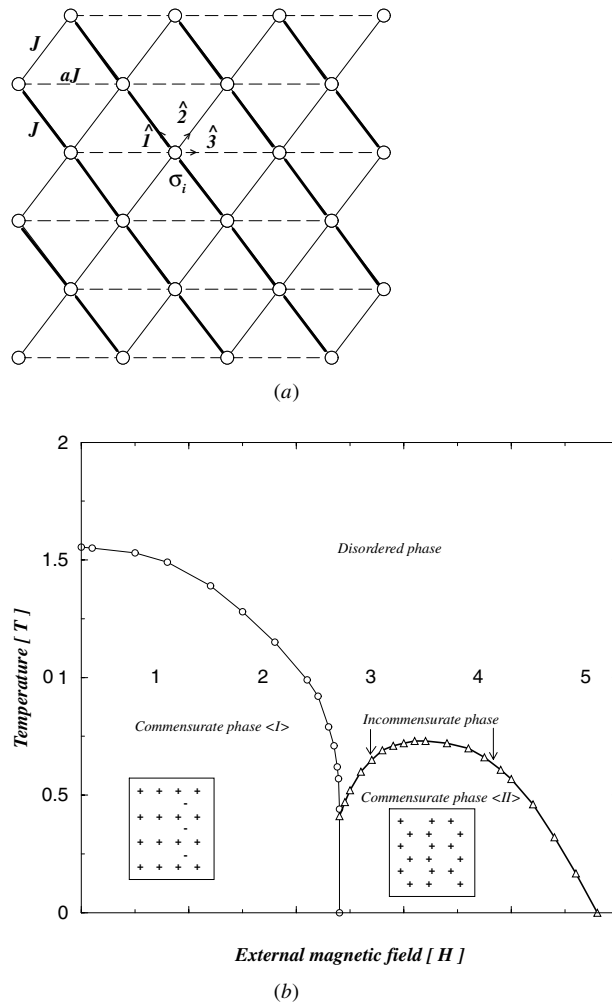 J
aJ
J
^ 1
^ 2
^ 3
σi
(a)
2
Disordered phase
1.5
Temperature [ T ]
0 1
1 2 3 4 5
Commensurate phase <I>
Incommensurate phase
Commensurate phase <II>
0.5
+ + + +
-
+ + + +
-
+ + + +
-
+ + + +
+ + +
+ + +
+ + +
+ + +
+ + +
+ + +
0
External magnetic field [ H ]
(b)